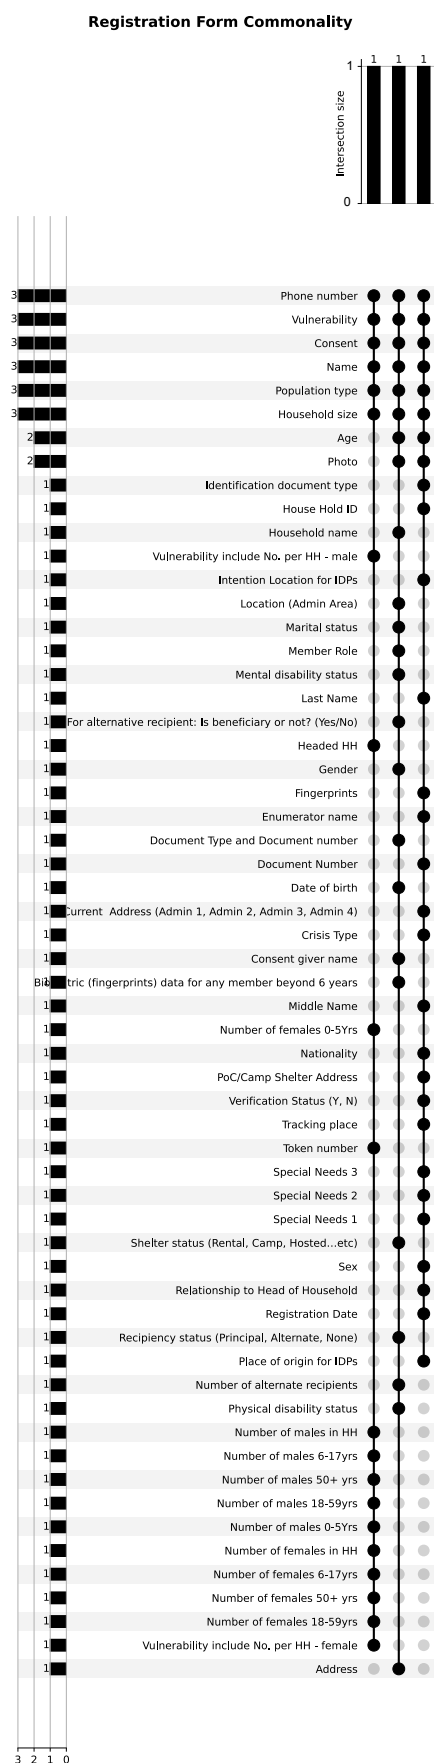 Registration Form Commonality
1 1 1
1
Intersection size
0
3 Phone number
3 Vulnerability
3 Consent
3 Name
3 Population type
3 Household size
2 Age
2 Photo
1 Identification document type
1 House Hold ID
1 Household name
1 Vulnerability include No. per HH - male
1 Intention Location for IDPs
1 Location (Admin Area)
1 Marital status
1 Member Role
1 Mental disability status
1 Last Name
1 For alternative recipient: Is beneficiary or not? (Yes/No)
1 Headed HH
1 Gender
1 Fingerprints
1 Enumerator name
1 Document Type and Document number
1 Document Number
1 Date of birth
1 Current  Address (Admin 1, Admin 2, Admin 3, Admin 4)
1 Crisis Type
1 Consent giver name
1 (fingerprints) data for any member beyond 6 years
1 Middle Name
1 Number of females 0-5Yrs
1 Nationality
1 PoC/Camp Shelter Address
1 Verification Status (Y, N)
1 Tracking place
1 Token number
1 Special Needs 3
1 Special Needs 2
1 Special Needs 1
1 Shelter status (Rental, Camp, Hosted...etc)
1 Sex
1 Relationship to Head of Household
1 Registration Date
1 Recipiency status (Principal, Alternate, None)
1 Place of origin for IDPs
1 Number of alternate recipients
1 Physical disability status
1 Number of males in HH
1 Number of males 6-17yrs
1 Number of males 50+ yrs
1 Number of males 18-59yrs
1 Number of males 0-5Yrs
1 Number of females in HH
1 Number of females 6-17yrs
1 Number of females 50+ yrs
1 Number of females 18-59yrs
1 Vulnerability include No. per HH - female
1 Address
3 2 1 0